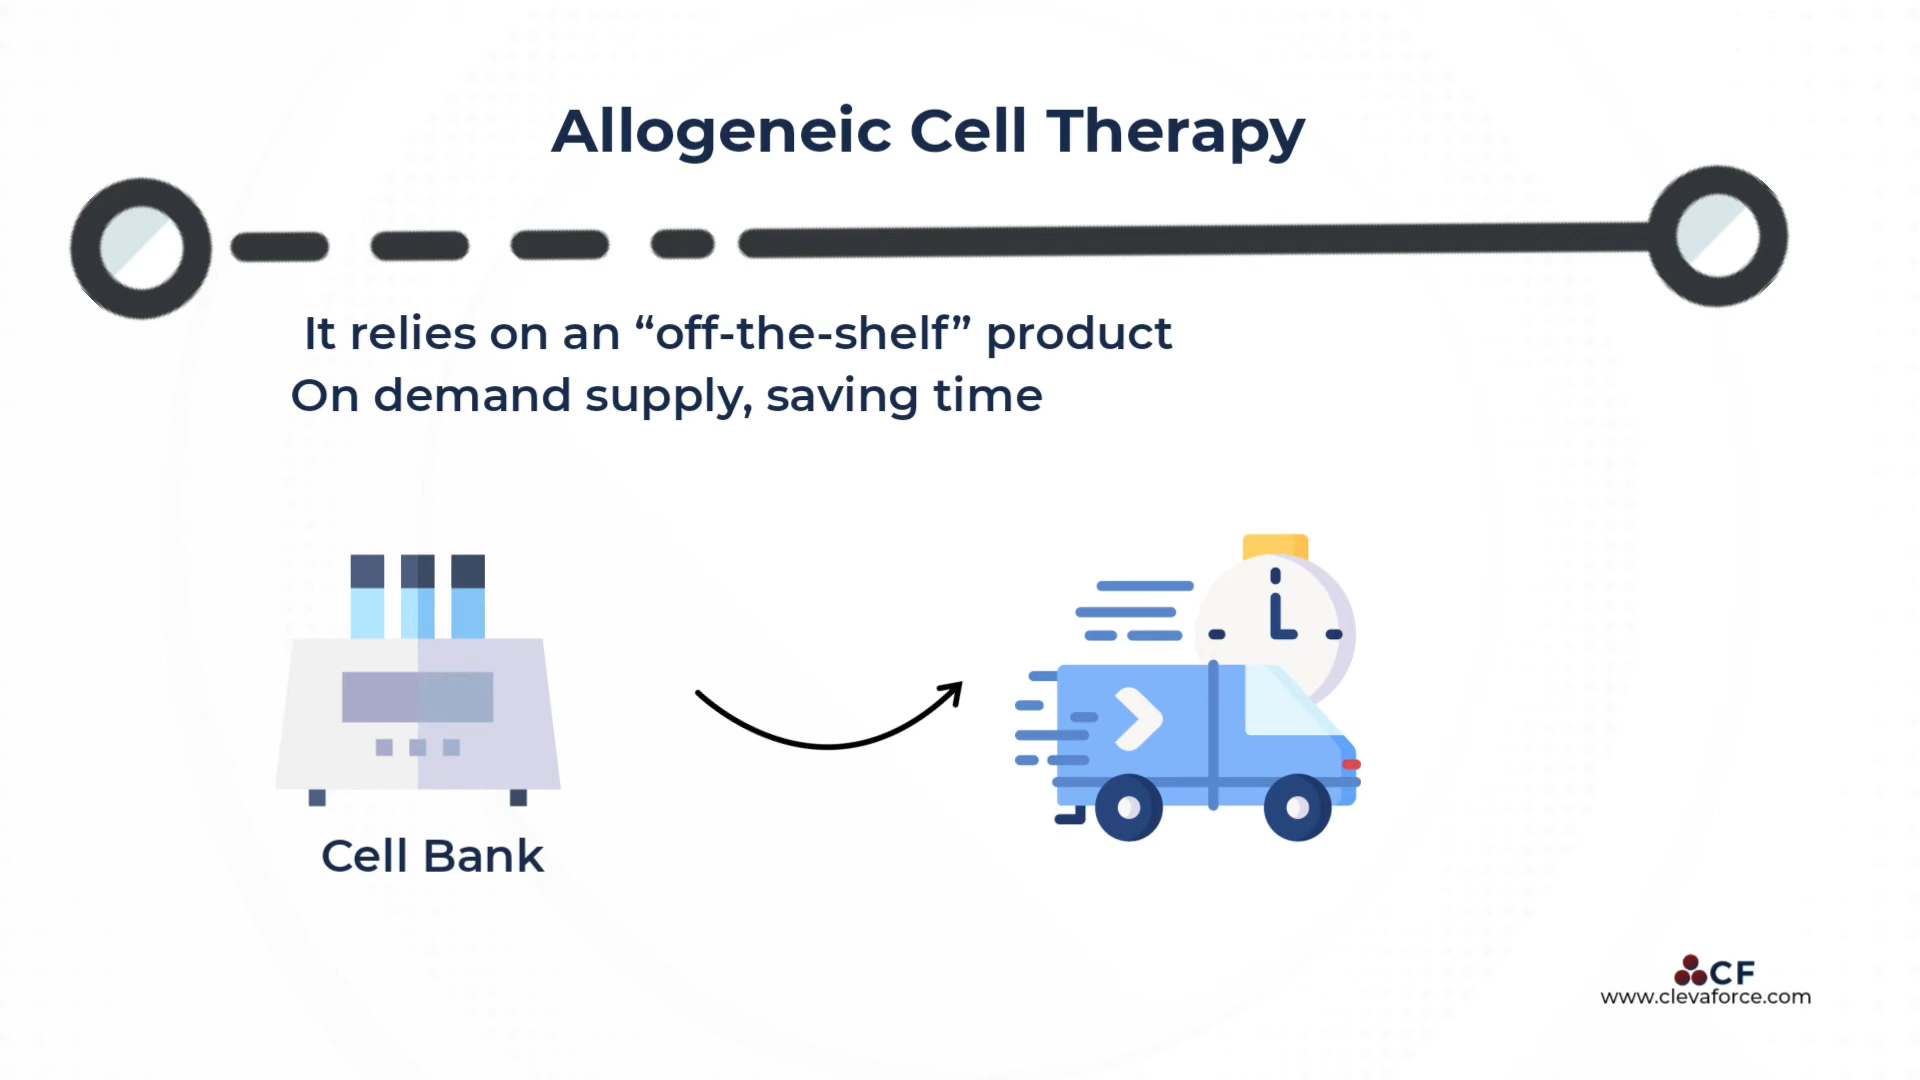 Allogeneic Cell Therapy
It relies on an “off-the-shelf” product
On demand supply, saving time
Cell Bank
CF
www.clevaforce.com